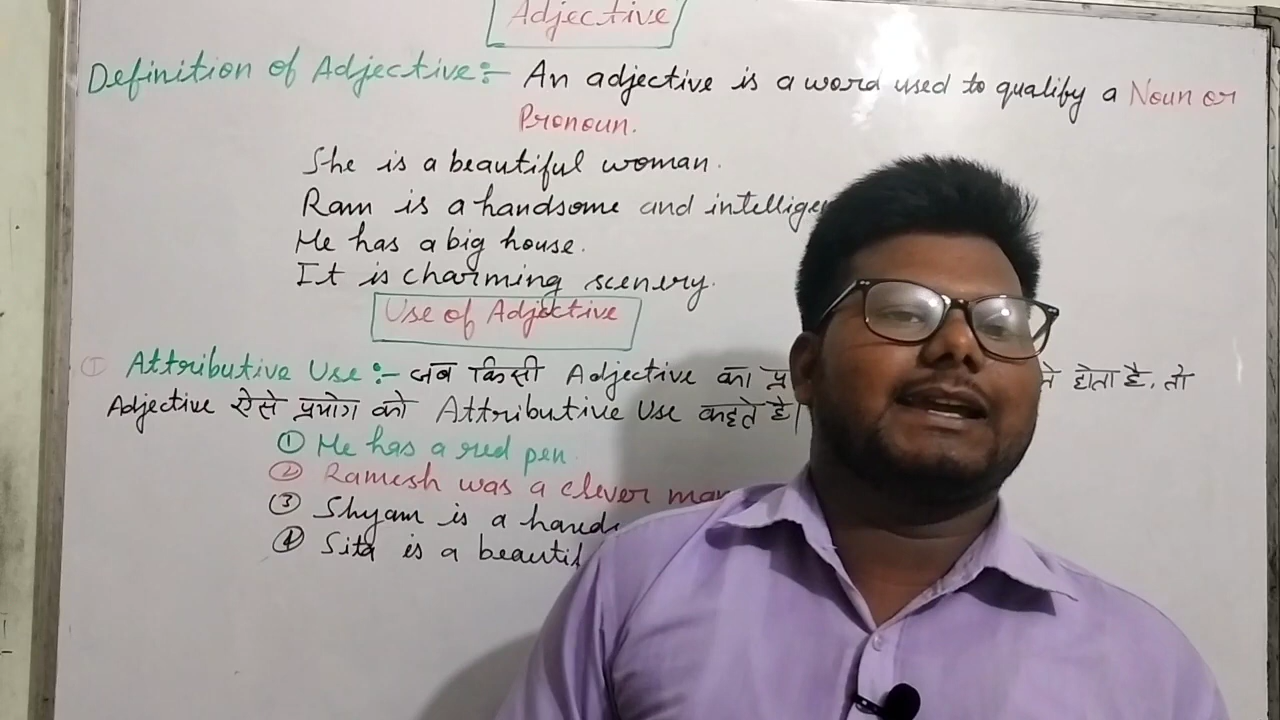 Adjective
Definition of Adjective:- An adjective is a word used to qualify a Noun or
Pronoun.
She is a beautiful woman.
Ram is a handsome and
He has a big house.
It is charming scenery.
Use of Adjective
① Attributive Use:- जब किसी Adjective का होता है, तो
Adjective ऐसे प्रयोग को Attributive Use कहते है।
① He has a red pen.
② Ramesh was a clever man
③ Shyam is a
④ Sita is a